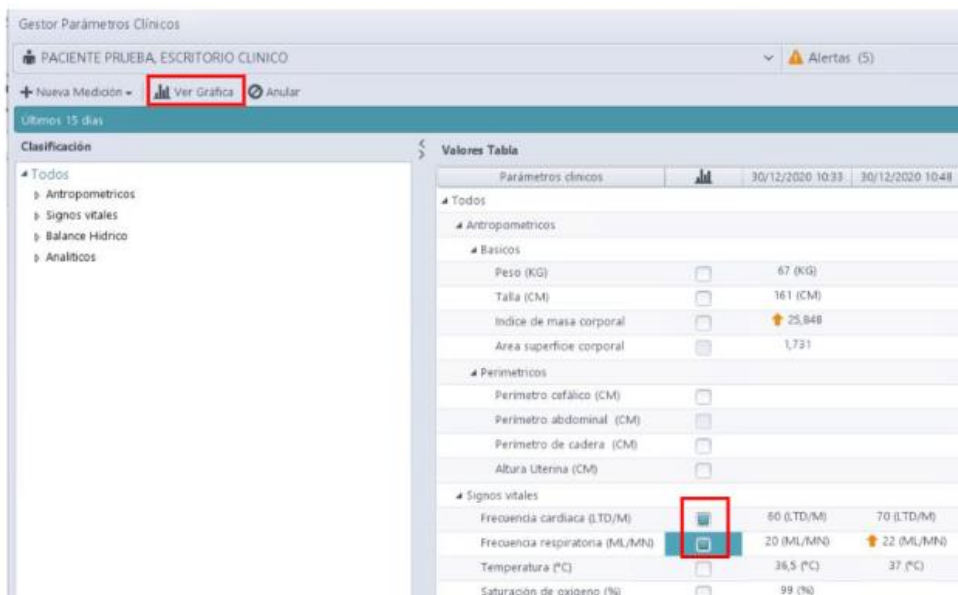 Gestor Parámetros Clínicos
PACIENTE PRUEBA, ESCRITORIO CLINICO
Alertas (5)
Nueva Medición
Ver Gráfica
Anular
Últimos 15 dias
Clasificación
Todos
Antropometricos
Signos vitales
Balance Hidrico
Analiticos
Valores Tabla
Parámetros clinicos 30/12/2020 10:33 30/12/2020 10:48
Todos
Antropometricos
Basicos
Peso (KG) 67 (KG)
Talla (CM) 161 (CM)
Indice de masa corporal 25,848
Area superficie corporal 1,731
Perimetricos
Perimetro cefálico (CM)
Perimetro abdominal (CM)
Perimetro de cadera (CM)
Altura Uterina (CM)
Signos vitales
Frecuencia cardiaca (LTD/M) 60 (LTD/M) 70 (LTD/M)
Frecuencia respiratoria (ML/MN) 20 (ML/MN) 22 (ML/MN)
Temperatura (°C) 36,5 (°C) 37 (°C)
Saturación de oxigeno (%) 99 (%)